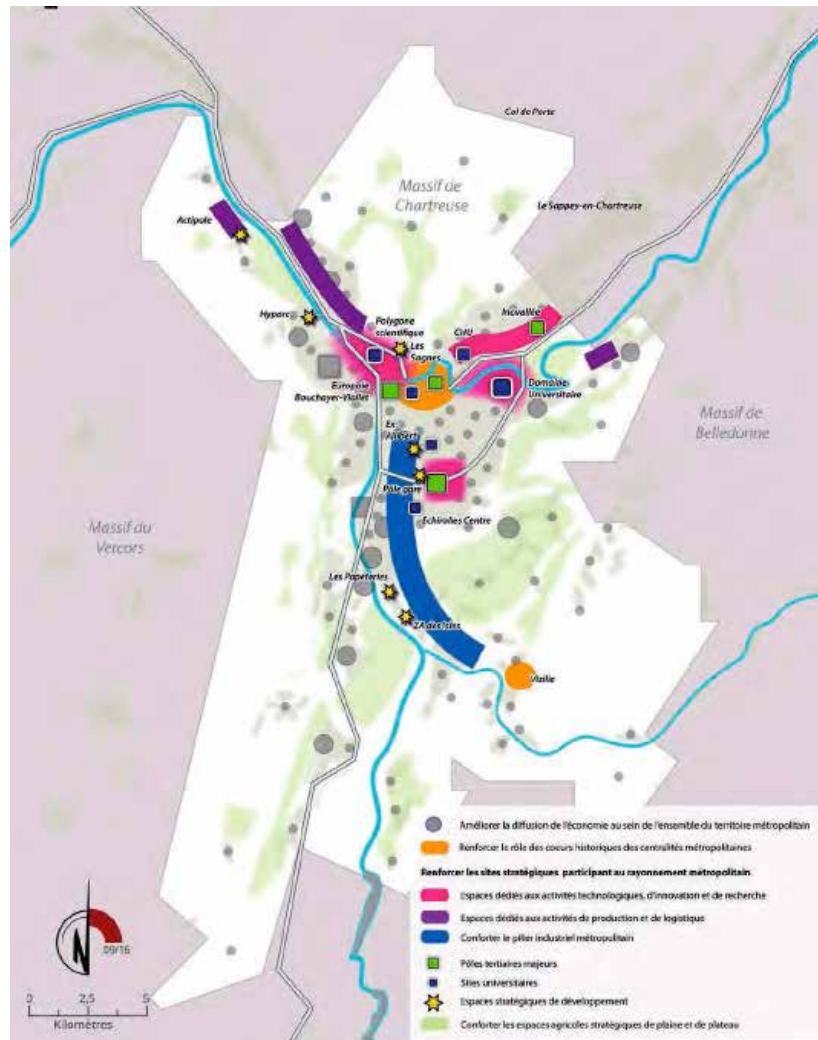 Col de Porte
Massif de
Chartreuse
Le Sappey-en-Chartreuse
Actipole
Hyparc
Polygone
scientifique
Les
Sagnes
CHU
Inovallée
Europole
Bouchayer-Viallet
Domaine
Universitaire
Massif de
Belledonne
Ex
Allibert
Pôle gare
Echirolles Centre
Massif du
Vercors
Les Papeteries
ZA des Isles
Vizille
Améliorer la diffusion de l'économie au sein de l'ensemble du territoire métropolitain
Renforcer le rôle des coeurs historiques des centralités métropolitaines
Renforcer les sites stratégiques participant au rayonnement métropolitain
Espaces dédiés aux activités technologiques, d'innovation et de recherche
Espaces dédiés aux activités de production et de logistique
Conforter le pilier industriel métropolitain
Pôles tertiaires majeurs
Sites universitaires
Espaces stratégiques de développement
Conforter les espaces agricoles stratégiques de plaine et de plateau
09/16
0 2,5 5
Kilomètres